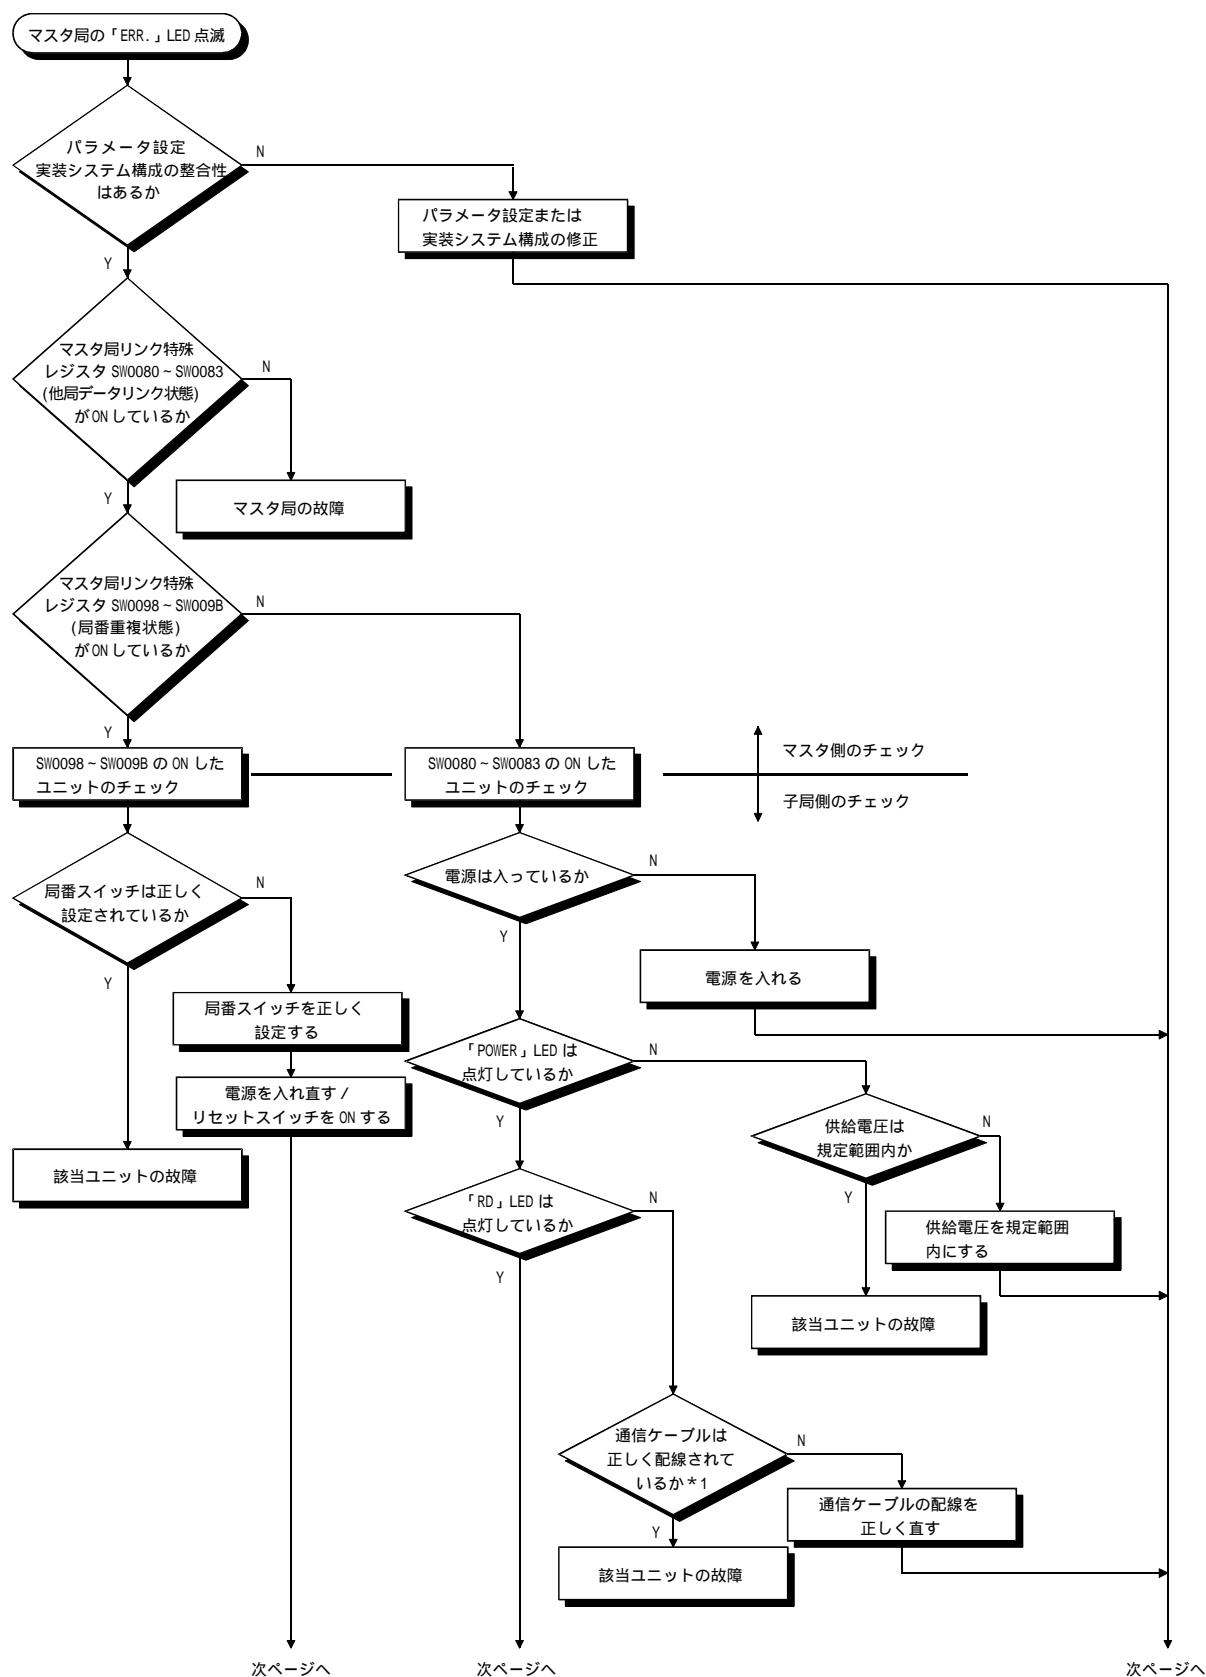 マスタ局の「ERR.」LED 点滅
パラメータ設定
実装システム構成の整合性
はあるか
N
パラメータ設定または
実装システム構成の修正
Y
マスタ局リンク特殊
レジスタ SW0080～SW0083
(他局データリンク状態)
がONしているか
N
マスタ局の故障
Y
マスタ局リンク特殊
レジスタ SW0098～SW009B
(局番重複状態)
がONしているか
N
Y
SW0098～SW009B の ON した
ユニットのチェック
SW0080～SW0083 の ON した
ユニットのチェック
マスタ側のチェック
子局側のチェック
局番スイッチは正しく
設定されているか
N
Y
電源は入っているか
N
Y
電源を入れる
局番スイッチを正しく
設定する
電源を入れ直す/
リセットスイッチを ON する
該当ユニットの故障
「POWER」LED は
点灯しているか
N
Y
供給電圧は
規定範囲内か
N
Y
供給電圧を規定範囲
内にする
該当ユニットの故障
「RD」LED は
点灯しているか
N
Y
通信ケーブルは
正しく配線されて
いるか＊1
N
Y
通信ケーブルの配線を
正しく直す
該当ユニットの故障
次ページへ
次ページへ
次ページへ